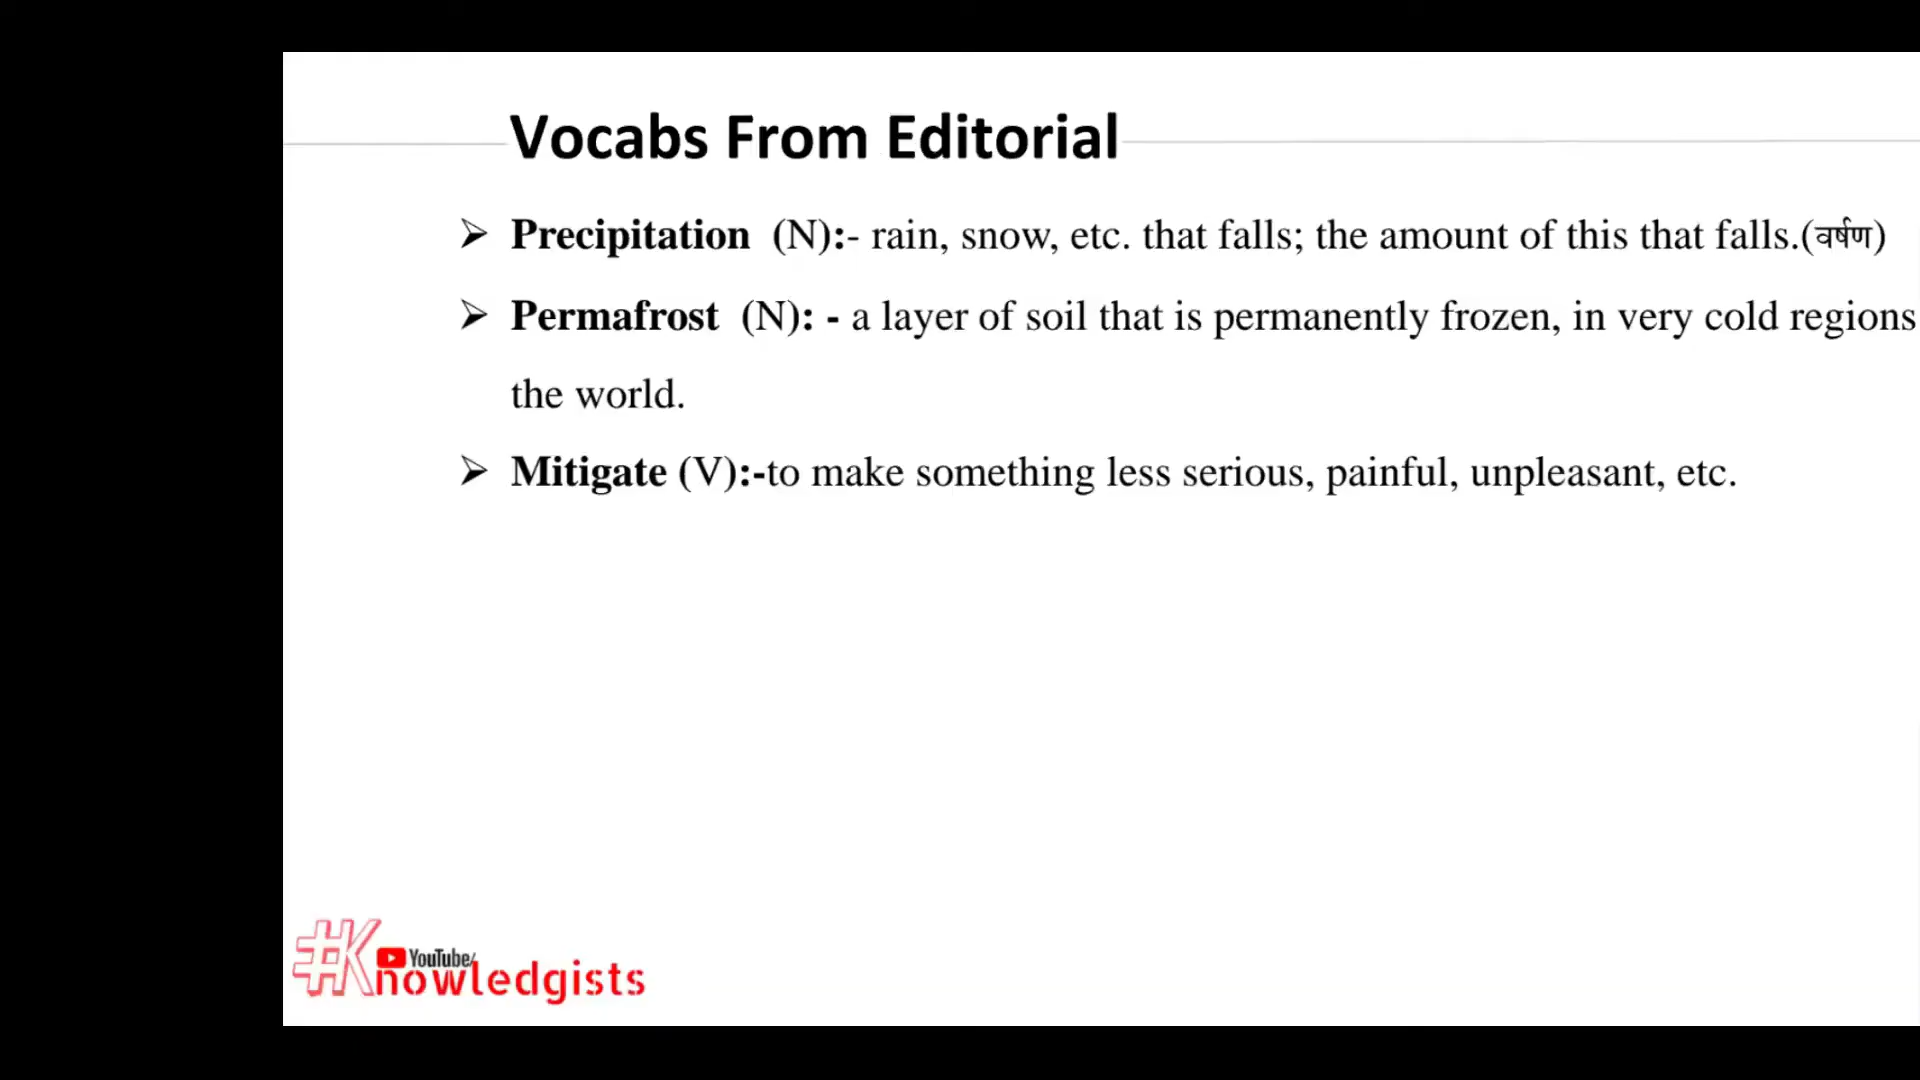 Vocabs From Editorial
➢ Precipitation (N):- rain, snow, etc. that falls; the amount of this that falls.(वर्षण)
➢ Permafrost (N): - a layer of soil that is permanently frozen, in very cold regions
the world.
➢ Mitigate (V):-to make something less serious, painful, unpleasant, etc.
YouTube/
#Knowledgists